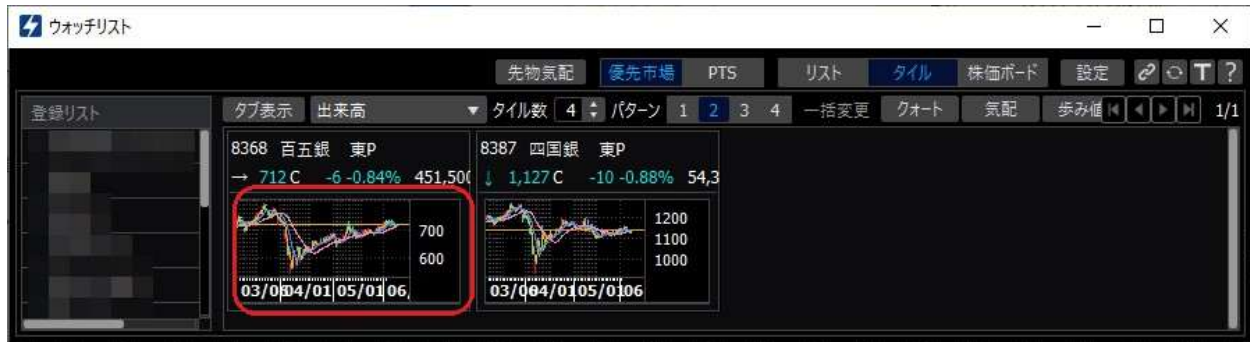 ウォッチリスト
先物気配 優先市場 PTS リスト タイル 株価ボード 設定 T ?
登録リスト タブ表示 出来高 タイル数 4 パターン 1 2 3 4 一括変更 クォート 気配 歩み値 1/1
8368 百五銀 東P
→ 712 C -6 -0.84% 451,500
700
600
03/06 04/01 05/01 06,
8387 四国銀 東P
↓ 1,127 C -10 -0.88% 54,3
1200
1100
1000
03/0 04/01 05/01 06